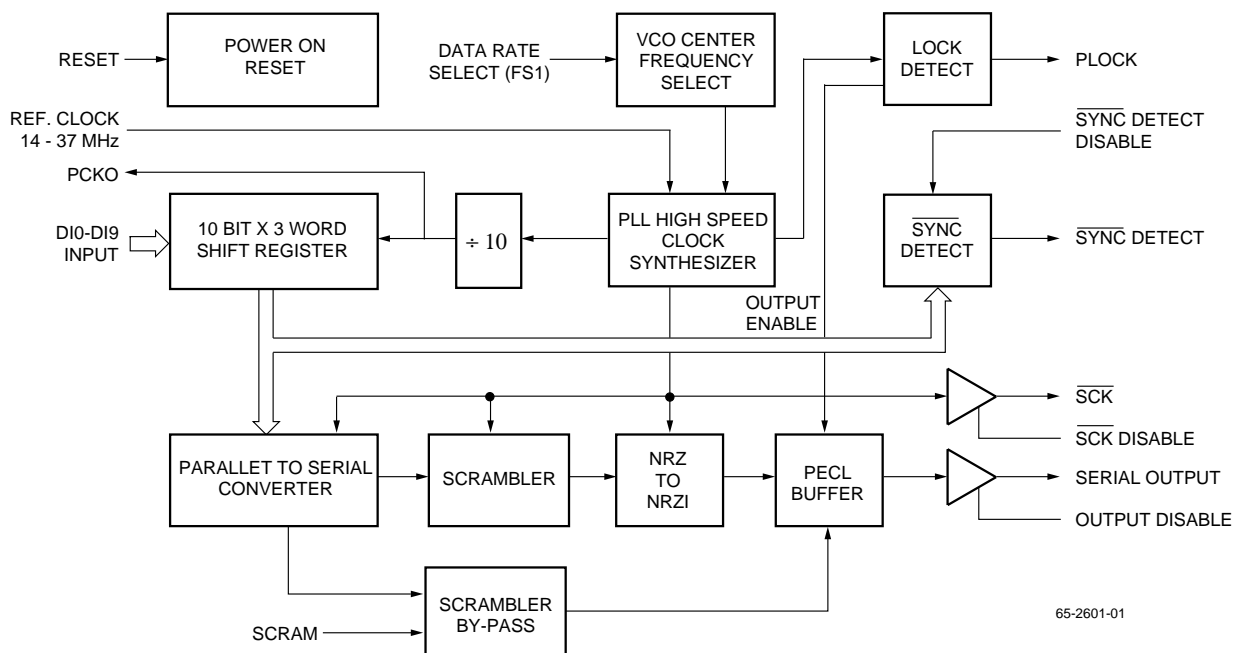 RESET
POWER ON
RESET
DATA RATE
SELECT (FS1)
VCO CENTER
FREQUENCY
SELECT
LOCK
DETECT
PLOCK
REF. CLOCK
14 - 37 MHz
SYNC DETECT
DISABLE
PCKO
DI0-DI9
INPUT
10 BIT X 3 WORD
SHIFT REGISTER
÷ 10
PLL HIGH SPEED
CLOCK
SYNTHESIZER
SYNC
DETECT
SYNC DETECT
OUTPUT
ENABLE
SCK
SCK DISABLE
PARALLET TO SERIAL
CONVERTER
SCRAMBLER
NRZ
TO
NRZI
PECL
BUFFER
SERIAL OUTPUT
OUTPUT DISABLE
SCRAM
SCRAMBLER
BY-PASS
65-2601-01